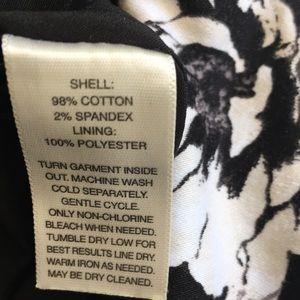 SHELL:
98% COTTON
2% SPANDEX
LINING:
100% POLYESTER
TURN GARMENT INSIDE
OUT. MACHINE WASH
COLD SEPARATELY.
GENTLE CYCLE.
ONLY NON-CHLORINE
BLEACH WHEN NEEDED.
TUMBLE DRY LOW FOR
BEST RESULTS LINE DRY.
WARM IRON AS NEEDED.
MAY BE DRY CLEANED.